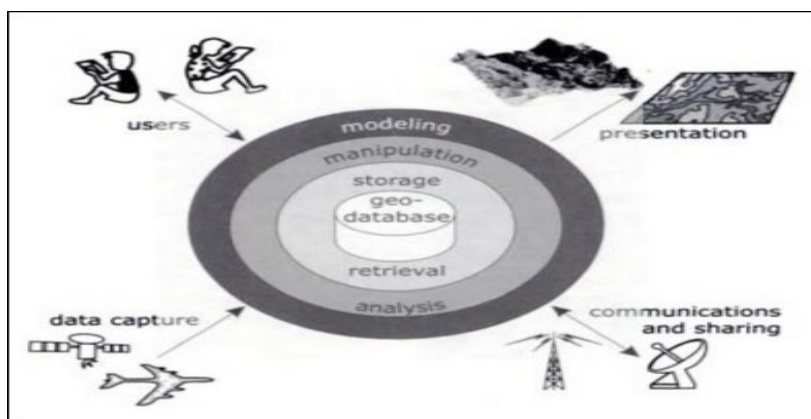 users
modeling
presentation
manipulation
storage
geo-
database
retrieval
analysis
data capture
communications
and sharing